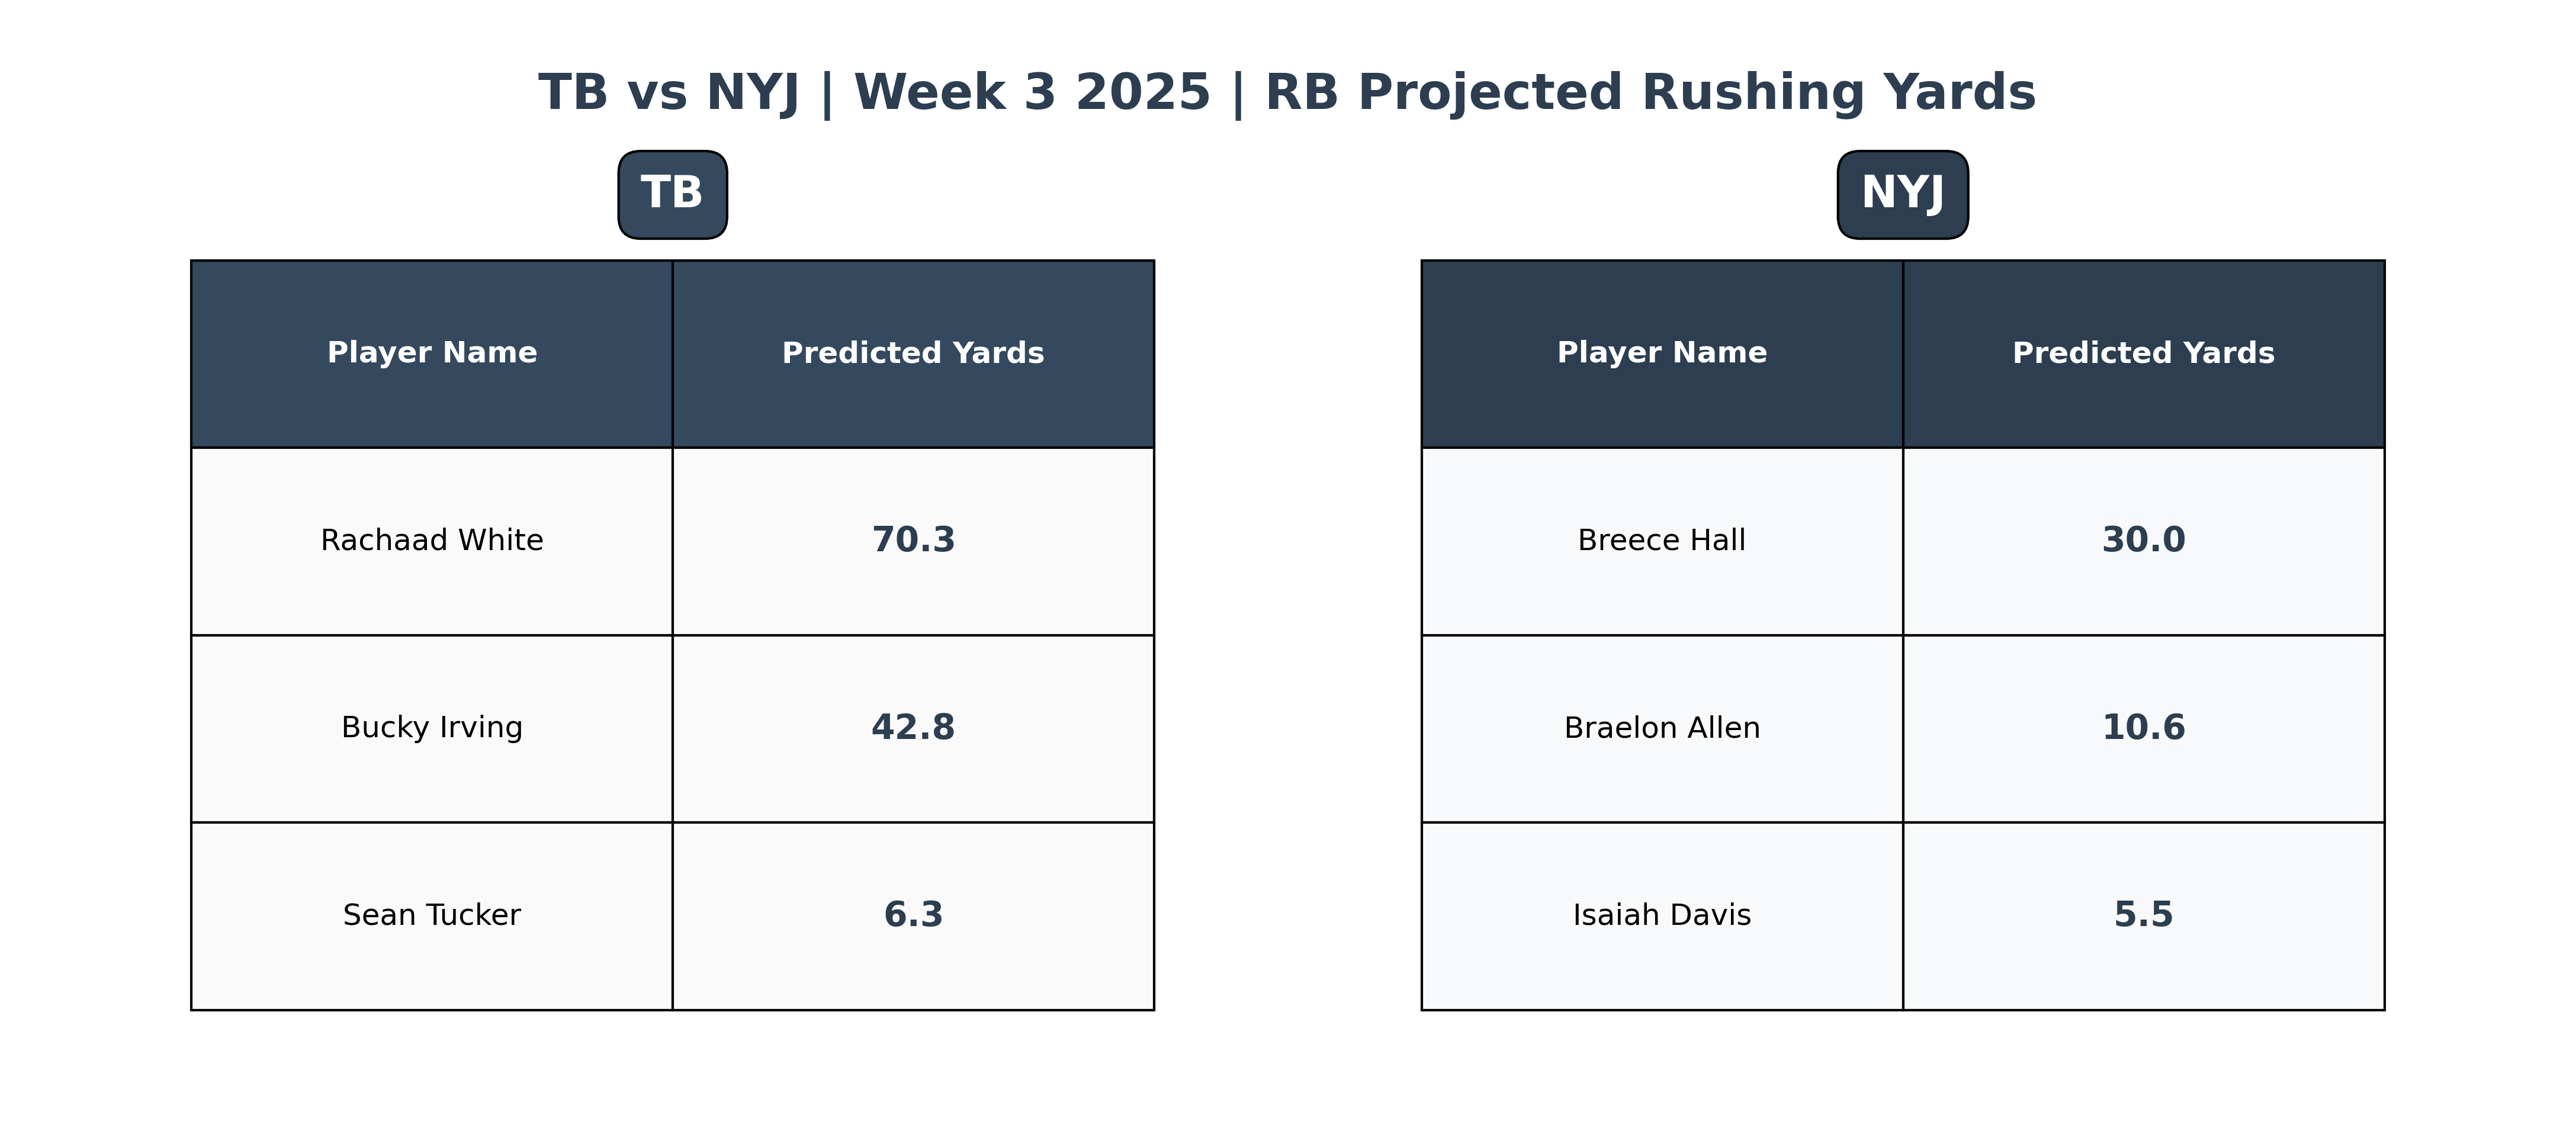 TB vs NYJ | Week 3 2025 | RB Projected Rushing Yards
TB
Player Name Predicted Yards
Rachaad White 70.3
Bucky Irving 42.8
Sean Tucker 6.3
NYJ
Player Name Predicted Yards
Breece Hall 30.0
Braelon Allen 10.6
Isaiah Davis 5.5